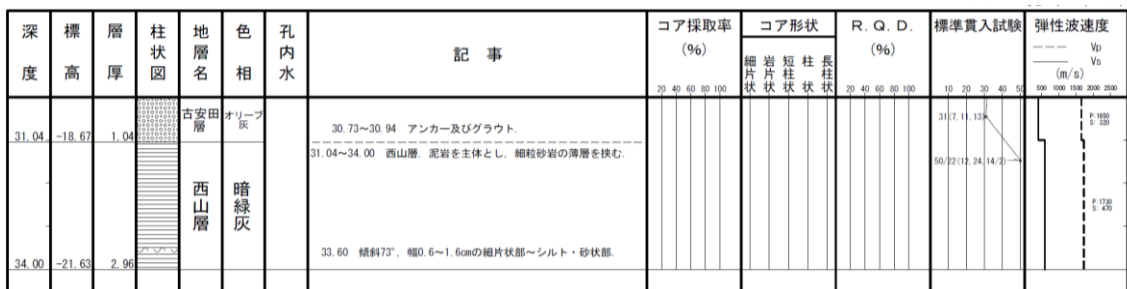 深度
標高
層厚
柱状図
地層名
色相
孔内水
記事
コア採取率
(%)
20 40 60 80 100
コア形状
細片状
岩片状
短柱状
柱状
長柱状
R. Q. D.
(%)
20 40 60 80 100
標準貫入試験
10 20 30 40 50
弾性波速度
Vp
Vs
(m/s)
500 1000 1500 2000 2500
古安田層
オリーブ灰
30.73~30.94 アンカー及びグラウト.
31(7, 11, 13)
P:1650
S: 320
31.04 -18.67 1.04
31.04~34.00 西山層. 泥岩を主体とし, 細粒砂岩の薄層を挟む.
50/22(12, 24, 14/2)
西山層
暗緑灰
P:1730
S: 470
33.60 傾斜73°, 幅0.6~1.6cmの細片状部~シルト・砂状部.
34.00 -21.63 2.96